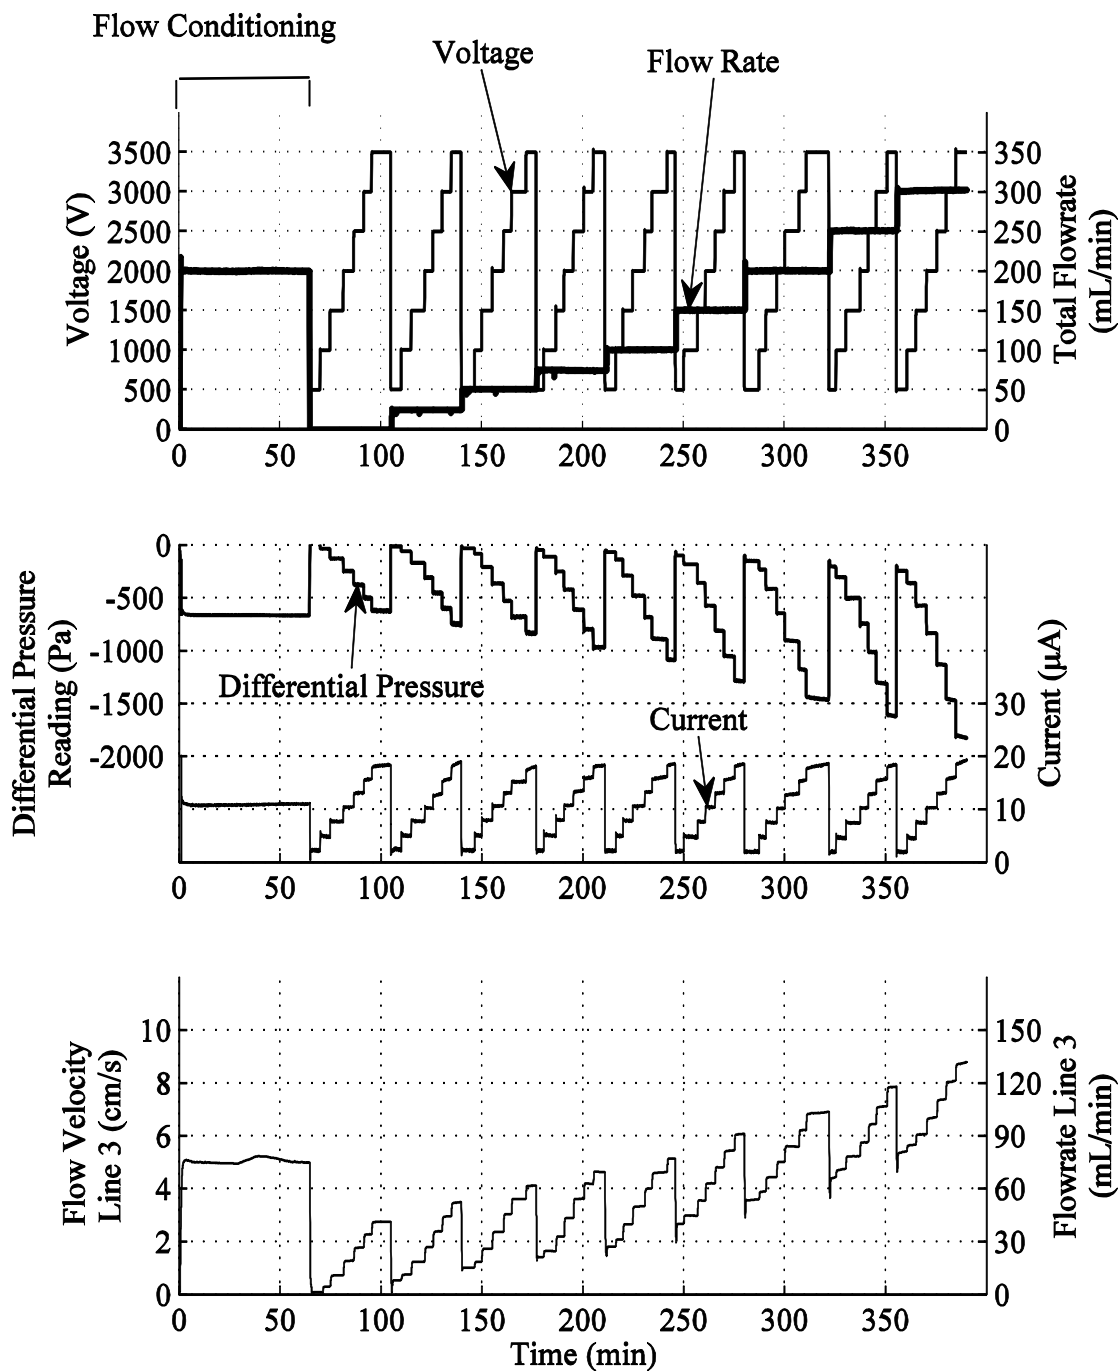 Flow Conditioning
Voltage
Flow Rate
Voltage (V)
3500
3000
2500
2000
1500
1000
500
0
350
300
250
200
150
100
50
0
Total Flowrate
(mL/min)
0 50 100 150 200 250 300 350
Differential Pressure
Reading (Pa)
0
-500
-1000
-1500
-2000
Differential Pressure
Current
30
20
10
0
Current (μA)
0 50 100 150 200 250 300 350
Flow Velocity
Line 3 (cm/s)
10
8
6
4
2
0
150
120
90
60
30
0
Flowrate Line 3
(mL/min)
0 50 100 150 200 250 300 350
Time (min)